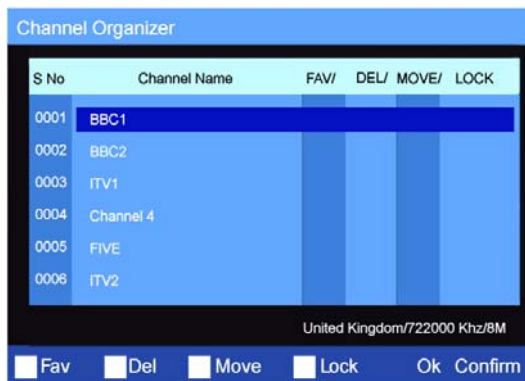 Channel Organizer
S No Channel Name FAV/ DEL/ MOVE/ LOCK
0001 BBC1
0002 BBC2
0003 ITV1
0004 Channel 4
0005 FIVE
0006 ITV2
United Kingdom/722000 Khz/8M
Fav Del Move Lock Ok Confirm